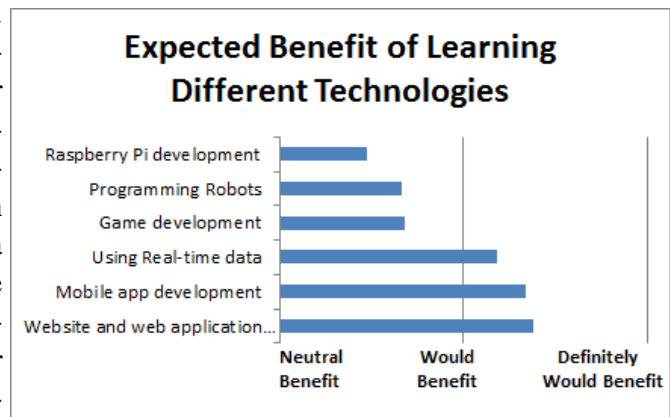 Expected Benefit of Learning
Different Technologies
Raspberry Pi development
Programming Robots
Game development
Using Real-time data
Mobile app development
Website and web application...
Neutral Benefit
Would Benefit
Definitely Would Benefit